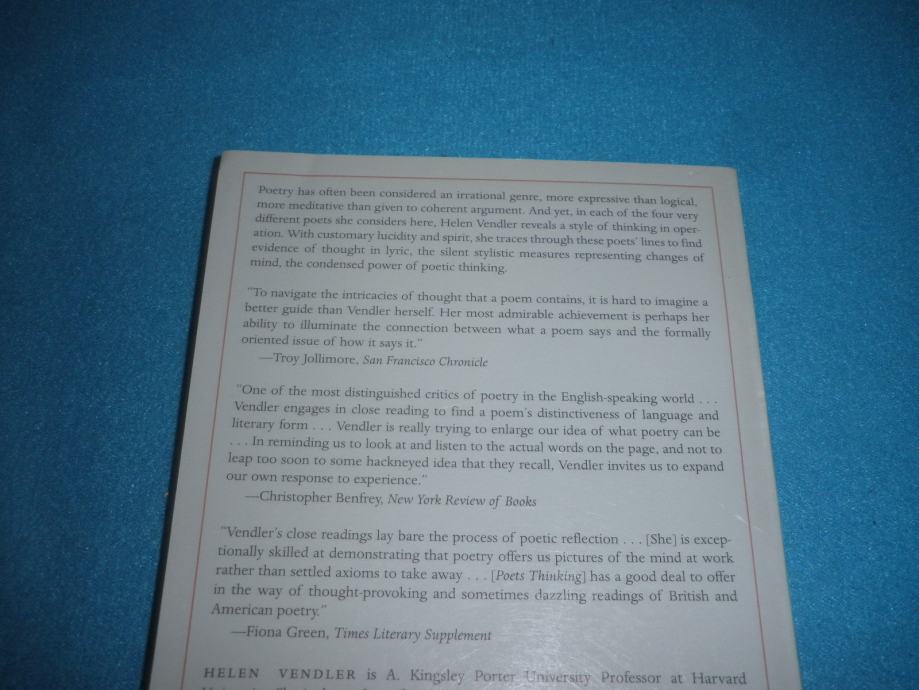 Poetry has often been considered an irrational genre, more expressive than logical,
more meditative than given to coherent argument. And yet, in each of the four very
different poets she considers here, Helen Vendler reveals a style of thinking in oper-
ation. With customary lucidity and spirit, she traces through these poets' lines to find
evidence of thought in lyric, the silent stylistic measures representing changes of
mind, the condensed power of poetic thinking.
"To navigate the intricacies of thought that a poem contains, it is hard to imagine a
better guide than Vendler herself. Her most admirable achievement is perhaps her
ability to illuminate the connection between what a poem says and the formally
oriented issue of how it says it."
—Troy Jollimore, San Francisco Chronicle
"One of the most distinguished critics of poetry in the English-speaking world . . .
Vendler engages in close reading to find a poem's distinctiveness of language and
literary form . . . Vendler is really trying to enlarge our idea of what poetry can be
. . . In reminding us to look at and listen to the actual words on the page, and not to
leap too soon to some hackneyed idea that they recall, Vendler invites us to expand
our own response to experience."
—Christopher Benfrey, New York Review of Books
"Vendler's close readings lay bare the process of poetic reflection . . . [She] is excep-
tionally skilled at demonstrating that poetry offers us pictures of the mind at work
rather than settled axioms to take away . . . [Poets Thinking] has a good deal to offer
in the way of thought-provoking and sometimes dazzling readings of British and
American poetry."
—Fiona Green, Times Literary Supplement
HELEN VENDLER is A. Kingsley Porter University Professor at Harvard